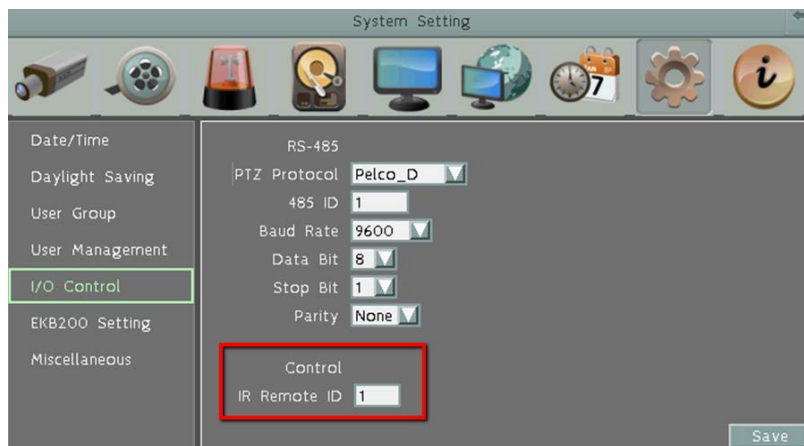 System Setting
7
i
Date/Time
Daylight Saving
User Group
User Management
I/O Control
EKB200 Setting
Miscellaneous
RS-485
PTZ Protocol Pelco_D
485 ID 1
Baud Rate 9600
Data Bit 8
Stop Bit 1
Parity None
Control
IR Remote ID 1
Save